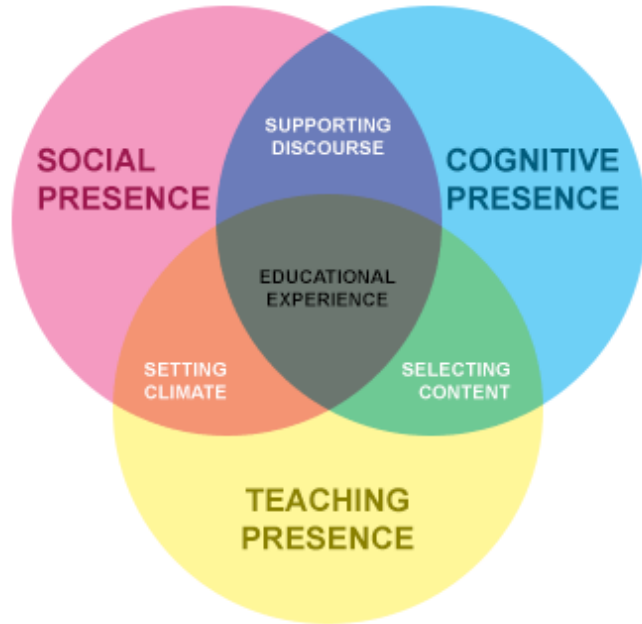 SUPPORTING
DISCOURSE
SOCIAL
PRESENCE
COGNITIVE
PRESENCE
EDUCATIONAL
EXPERIENCE
SETTING
CLIMATE
SELECTING
CONTENT
TEACHING
PRESENCE